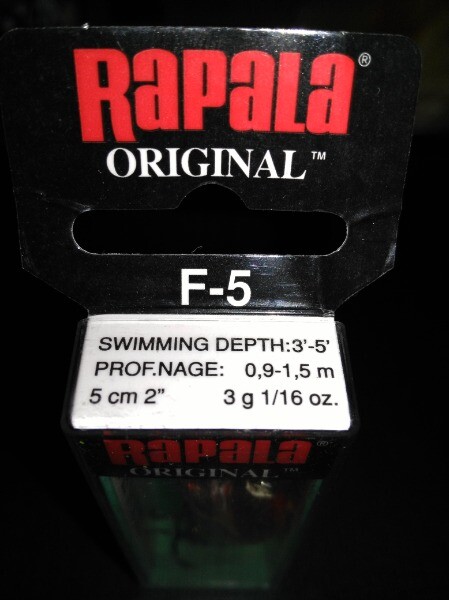 RAPALA®
ORIGINAL™
F-5
SWIMMING DEPTH:3'-5'
PROF.NAGE: 0,9-1,5 m
5 cm 2" 3 g 1/16 oz.
RAPALA®
ORIGINAL™